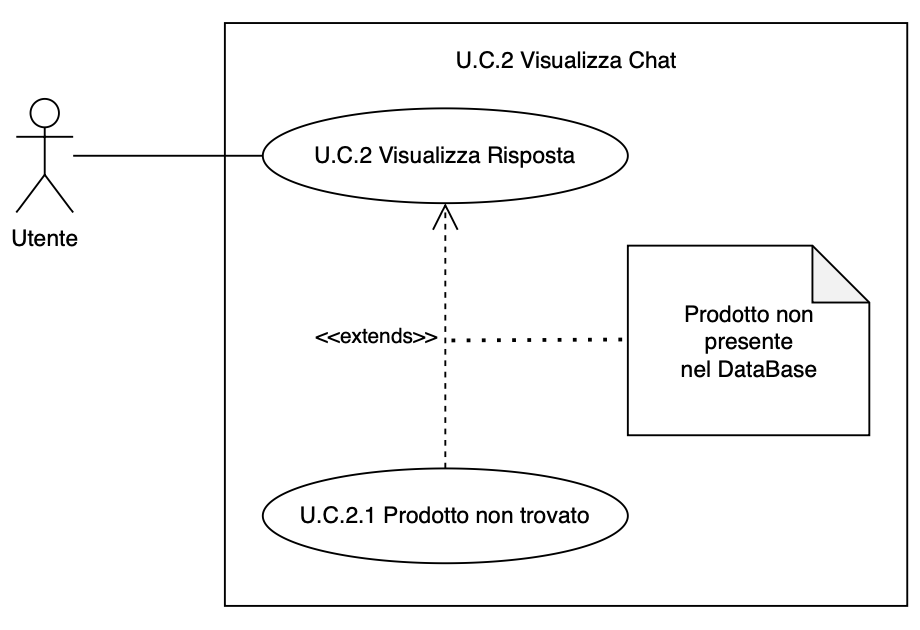 U.C.2 Visualizza Chat
U.C.2 Visualizza Risposta
Utente
<<extends>>
Prodotto non
presente
nel DataBase
U.C.2.1 Prodotto non trovato